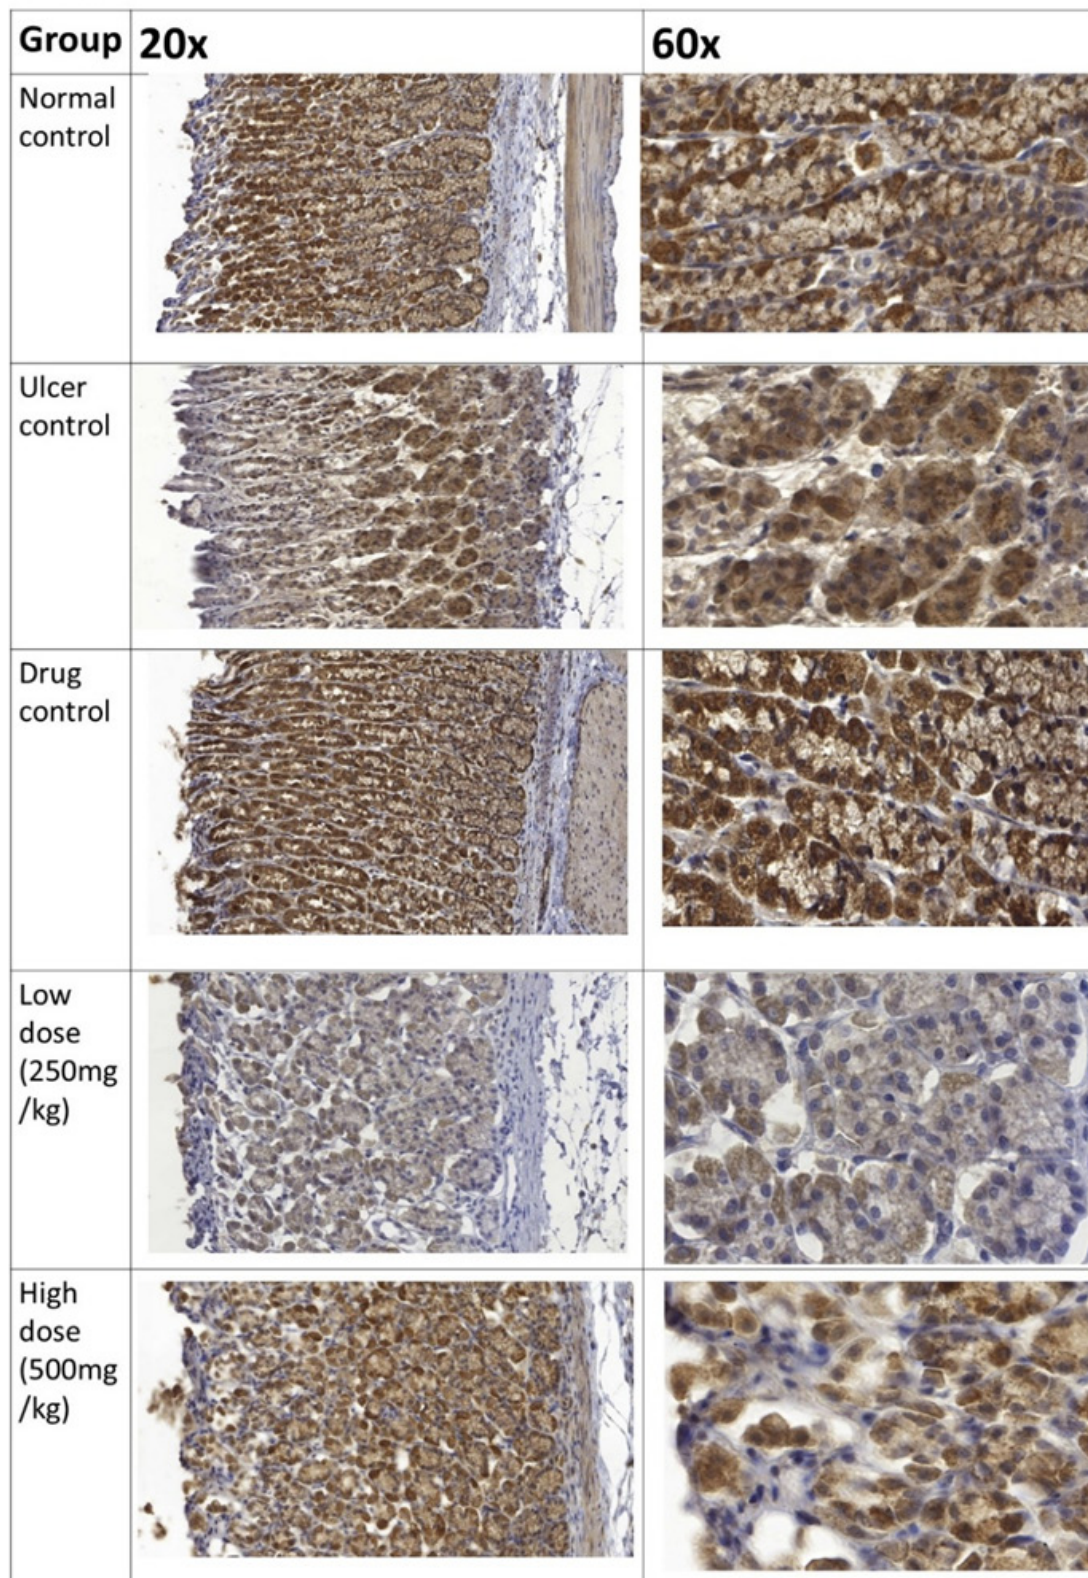 Group 20x 60x
Normal
control
Ulcer
control
Drug
control
Low
dose
(250mg
/kg)
High
dose
(500mg
/kg)